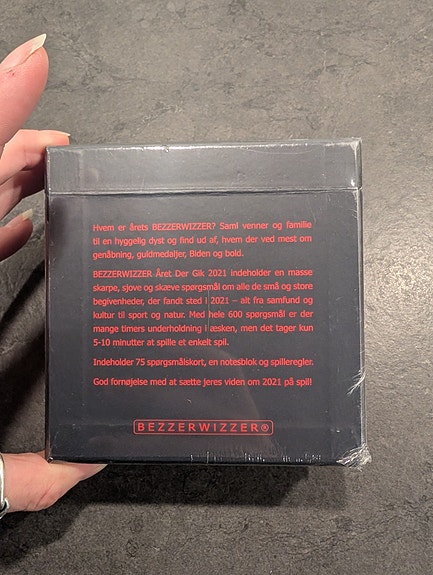 Hvem er årets BEZZERWIZZER? Saml venner og familie
til en hyggelig dyst og find ud af, hvem der ved mest om
genåbning, guldmedaljer, Biden og bold.
BEZZERWIZZER Året Der Gik 2021 indeholder en masse
skarpe, sjove og skæve spørgsmål om alle de små og store
begivenheder, der fandt sted i 2021 – alt fra samfund og
kultur til sport og natur. Med hele 600 spørgsmål er der
mange timers underholdning i æsken, men det tager kun
5-10 minutter at spille et enkelt spil.
Indeholder 75 spørgsmålskort, en notesblok og spilleregler.
God fornøjelse med at sætte jeres viden om 2021 på spil!
BEZZERWIZZER®